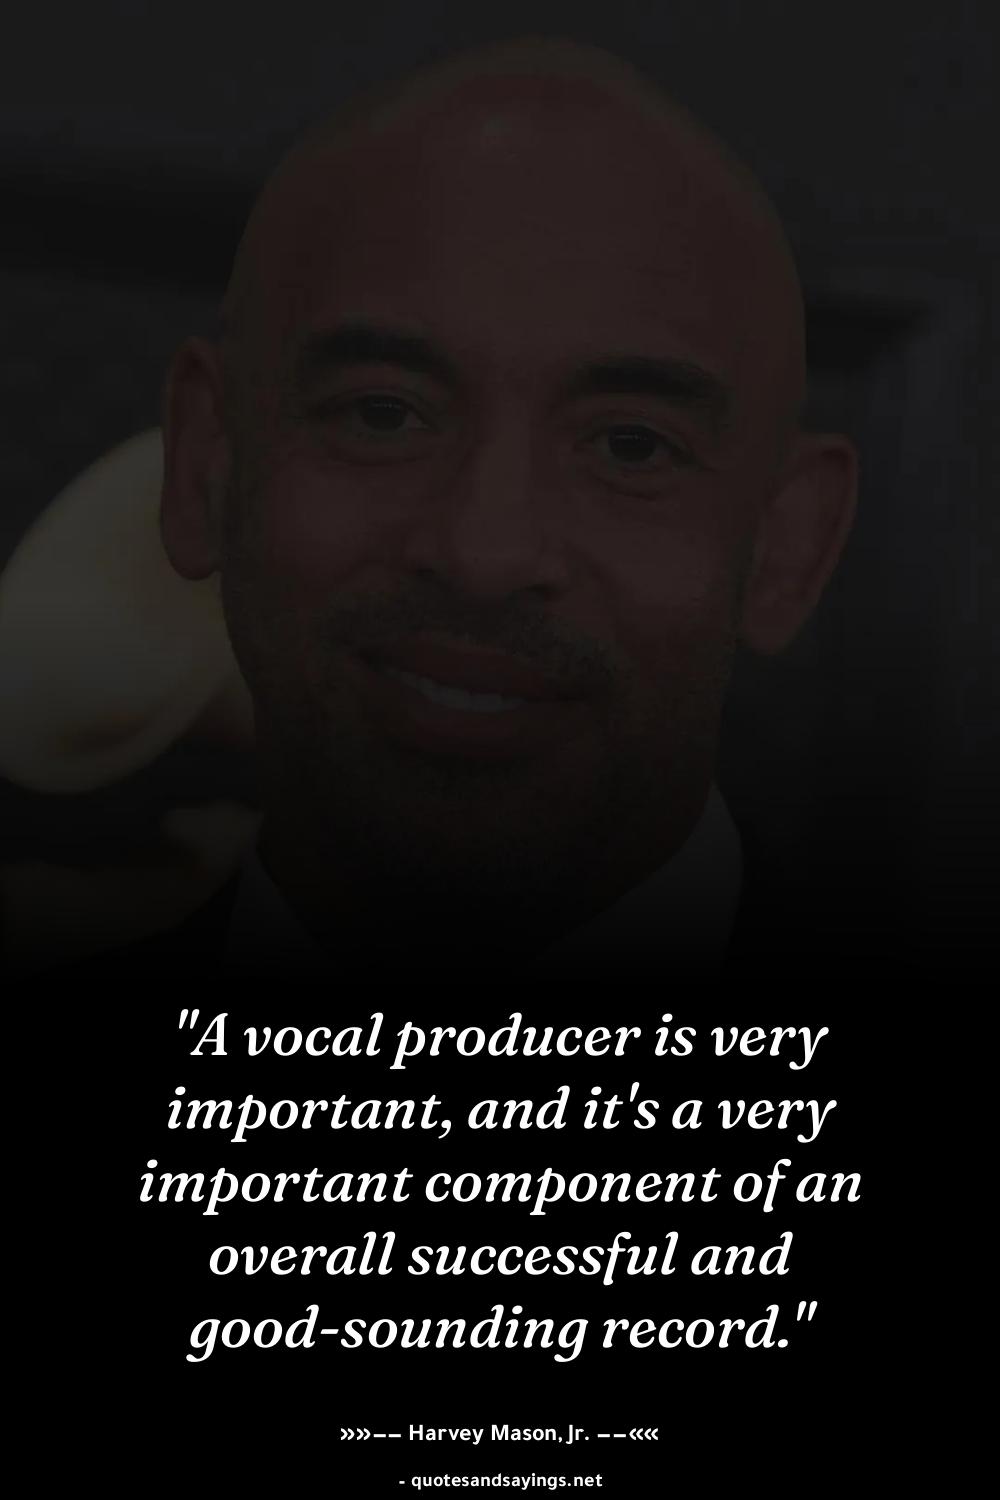 "A vocal producer is very
important, and it's a very
important component of an
overall successful and
good-sounding record."
»»−− Harvey Mason, Jr. −−««
- quotesandsayings.net